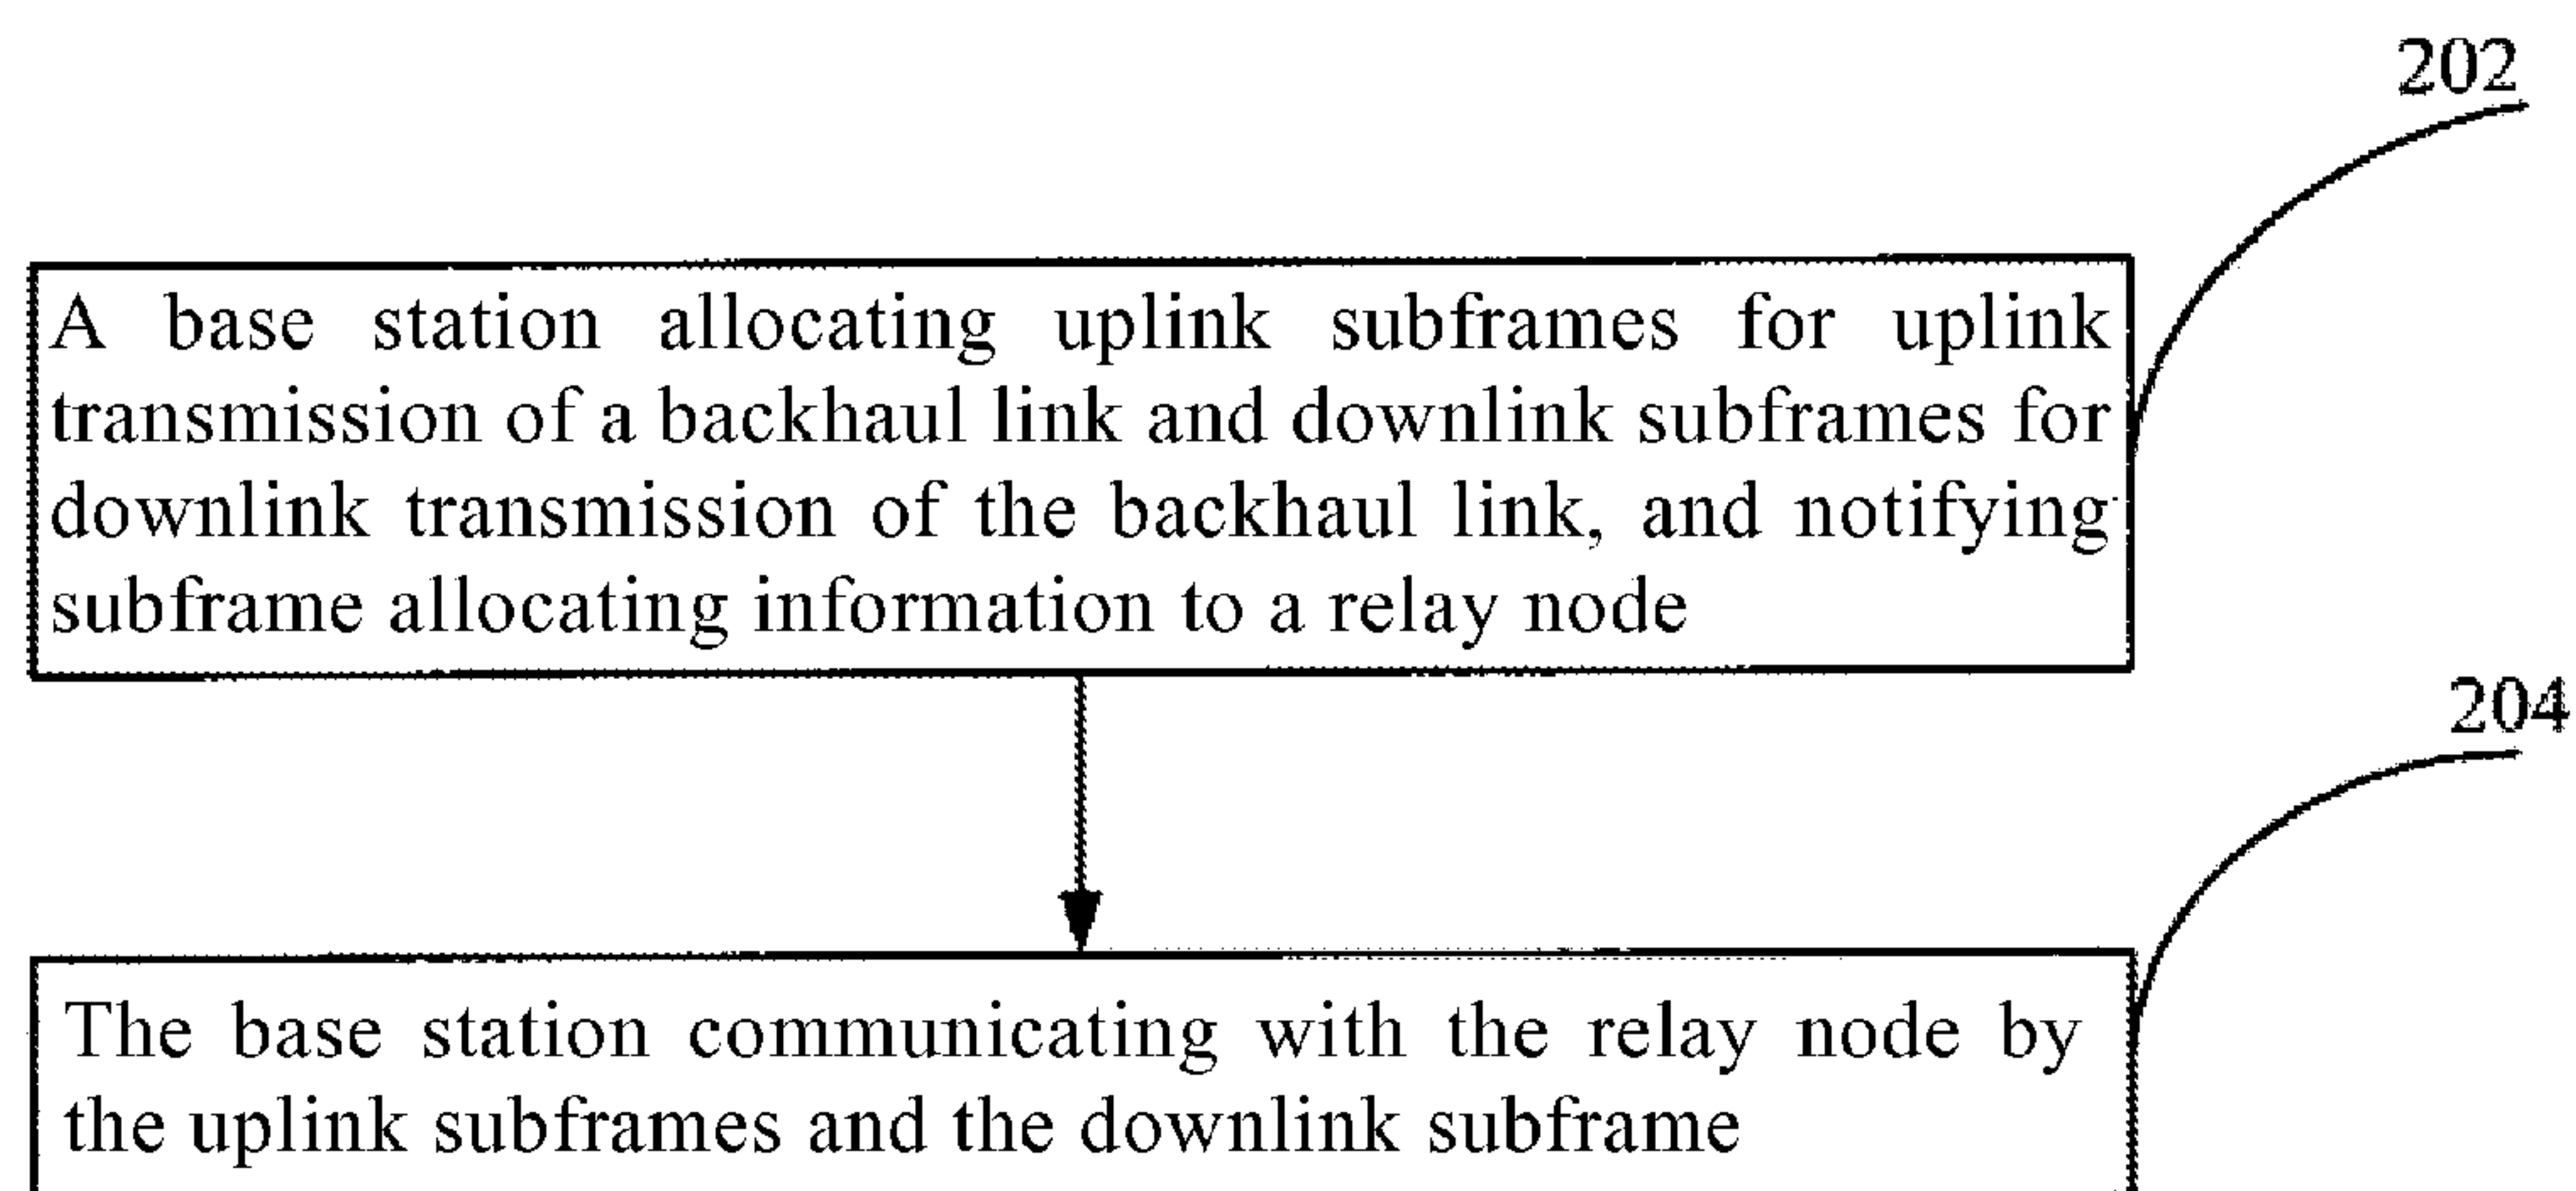 202
A base station allocating uplink subframes for uplink
transmission of a backhaul link and downlink subframes for
downlink transmission of the backhaul link, and notifying
subframe allocating information to a relay node
204
The base station communicating with the relay node by
the uplink subframes and the downlink subframe